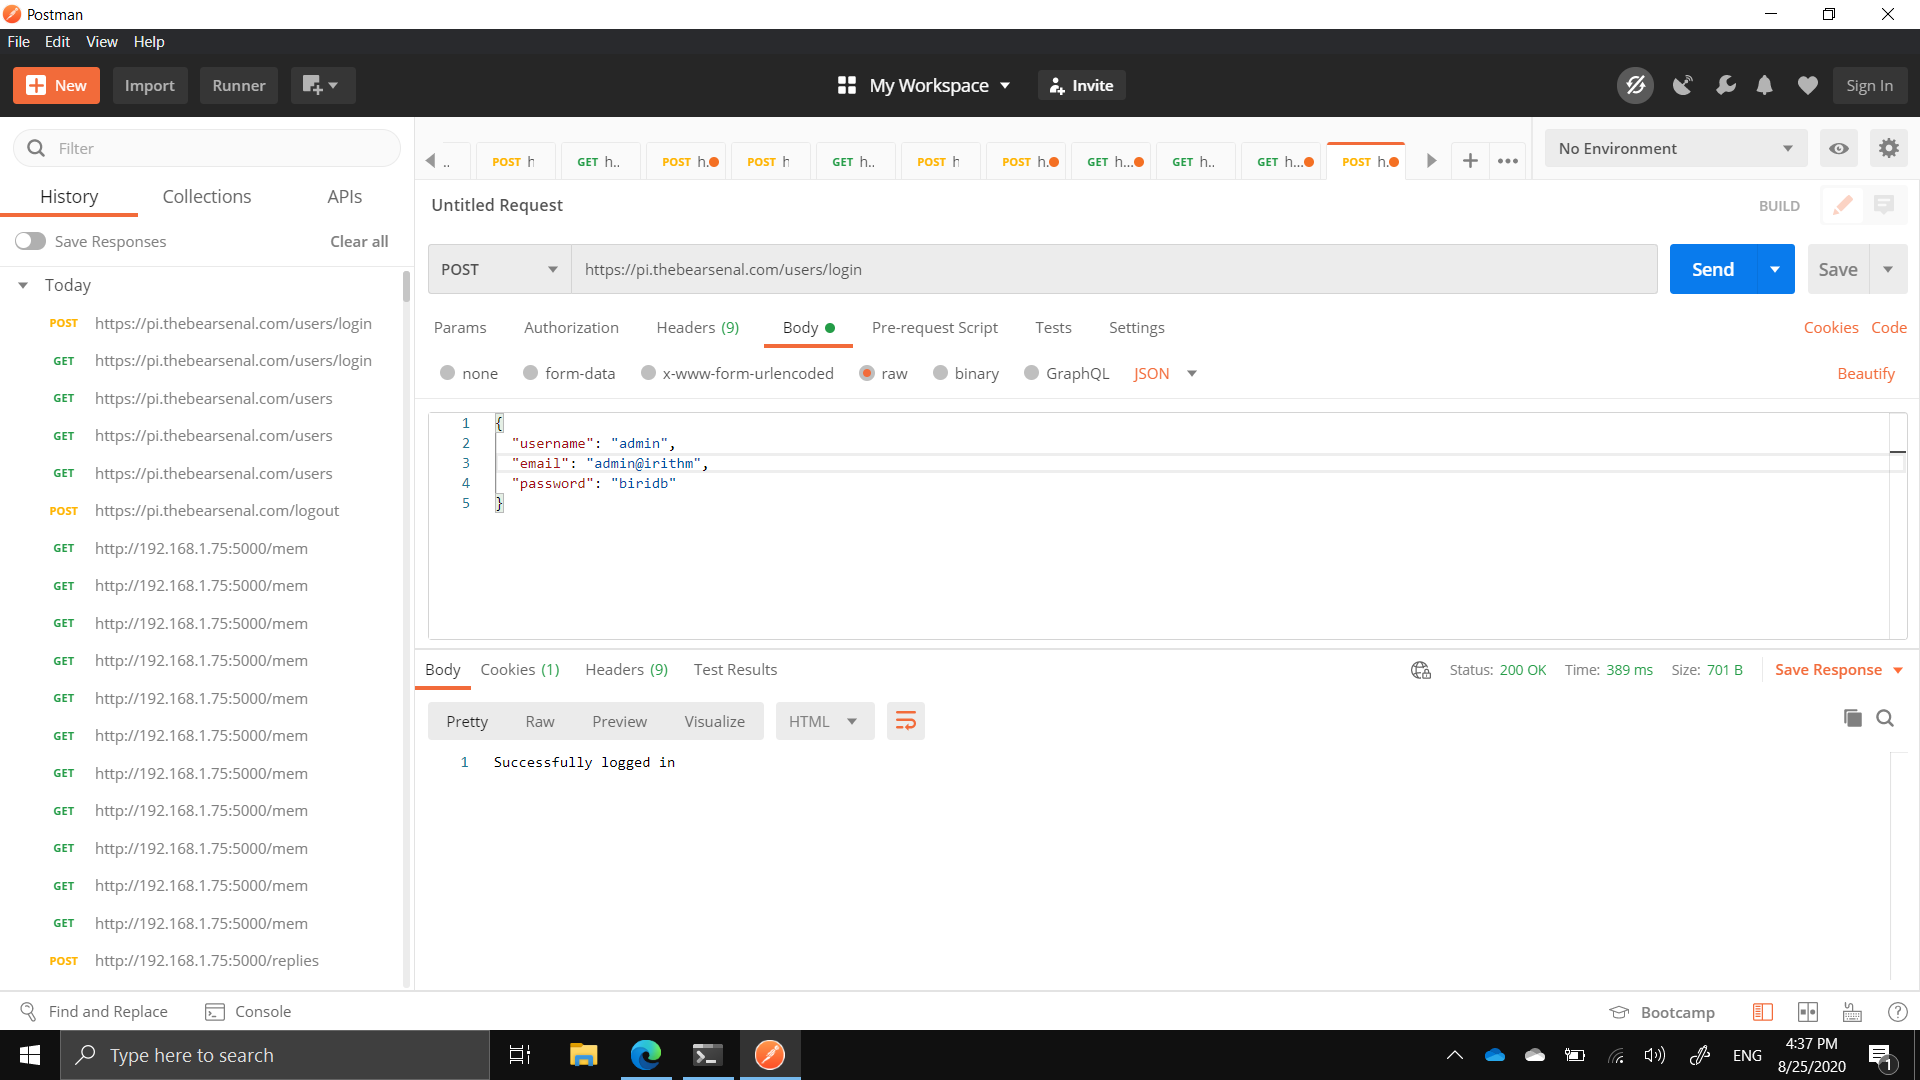 Postman
File Edit View Help
New Import Runner My Workspace Invite Sign In
Filter
.. POST h GET h.. POST h. POST h GET h.. POST h POST h. GET h... GET h.. GET h... POST h. No Environment
History Collections APIs
Untitled Request BUILD
Save Responses Clear all
POST https://pi.thebearsenal.com/users/login Send Save
Params Authorization Headers (9) Body Pre-request Script Tests Settings Cookies Code
none form-data x-www-form-urlencoded raw binary GraphQL JSON Beautify
1 {
2 "username": "admin",
3 "email": "admin@irithm",
4 "password": "biridb"
5 }
Today
POST https://pi.thebearsenal.com/users/login
GET https://pi.thebearsenal.com/users/login
GET https://pi.thebearsenal.com/users
GET https://pi.thebearsenal.com/users
GET https://pi.thebearsenal.com/users
POST https://pi.thebearsenal.com/logout
GET http://192.168.1.75:5000/mem
GET http://192.168.1.75:5000/mem
GET http://192.168.1.75:5000/mem
GET http://192.168.1.75:5000/mem
GET http://192.168.1.75:5000/mem
GET http://192.168.1.75:5000/mem
GET http://192.168.1.75:5000/mem
GET http://192.168.1.75:5000/mem
GET http://192.168.1.75:5000/mem
GET http://192.168.1.75:5000/mem
GET http://192.168.1.75:5000/mem
POST http://192.168.1.75:5000/replies
Body Cookies (1) Headers (9) Test Results Status: 200 OK Time: 389 ms Size: 701 B Save Response
Pretty Raw Preview Visualize HTML
1 Successfully logged in
Find and Replace Console Bootcamp
Type here to search ENG 4:37 PM
8/25/2020 1